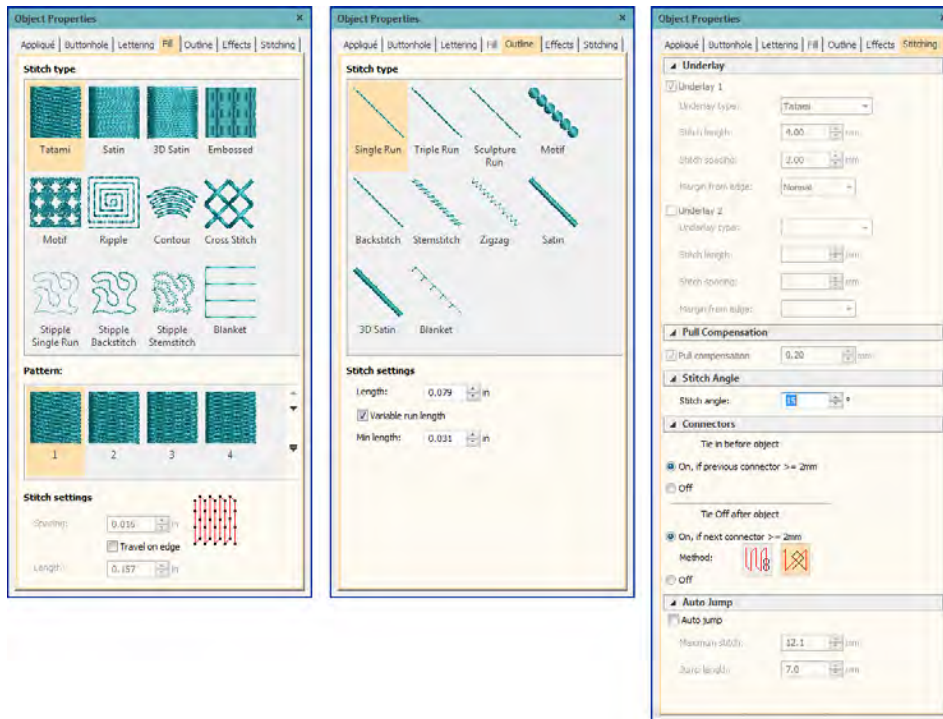 Object Properties x
Appliqué Buttonhole Lettering Fill Outline Effects Stitching
Stitch type
Tatami Satin 3D Satin Embossed
Motif Ripple Contour Cross Stitch
Stipple Single Run Stipple Backstitch Stipple Stemstitch Blanket
Pattern:
1 2 3 4
Stitch settings
Spacing: 0.016 in
Travel on edge
Length: 0.157 in
Object Properties x
Appliqué Buttonhole Lettering Fill Outline Effects Stitching
Stitch type
Single Run Triple Run Sculpture Run Motif
Backstitch Stemstitch Zigzag Satin
3D Satin Blanket
Stitch settings
Length: 0.079 in
Variable run length
Min length: 0.031 in
Object Properties
Appliqué Buttonhole Lettering Fill Outline Effects Stitching
Underlay
Underlay 1
Underlay type: Tatami
Stitch length: 4.00 mm
Stitch spacing: 2.00 mm
Margin from edge: Normal
Underlay 2
Underlay type:
Stitch length: mm
Stitch spacing: mm
Margin from edge:
Pull Compensation
Pull compensation 0.20 mm
Stitch Angle
Stitch angle: 15 °
Connectors
Tie in before object
On, if previous connector >= 2mm
Off
Tie Off after object
On, if next connector >= 2mm
Method:
Off
Auto Jump
Auto jump
Maximum stitch: 12.1 mm
Jump length: 7.0 mm